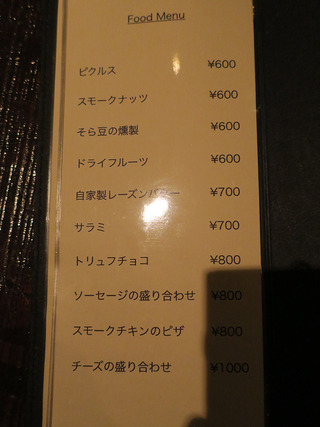 Food Menu
ピクルス ¥600
スモークナッツ ¥600
そら豆の燻製 ¥600
ドライフルーツ ¥600
自家製レーズンバター ¥700
サラミ ¥700
トリュフチョコ ¥800
ソーセージの盛り合わせ ¥800
スモークチキンのピザ ¥800
チーズの盛り合わせ ¥1000